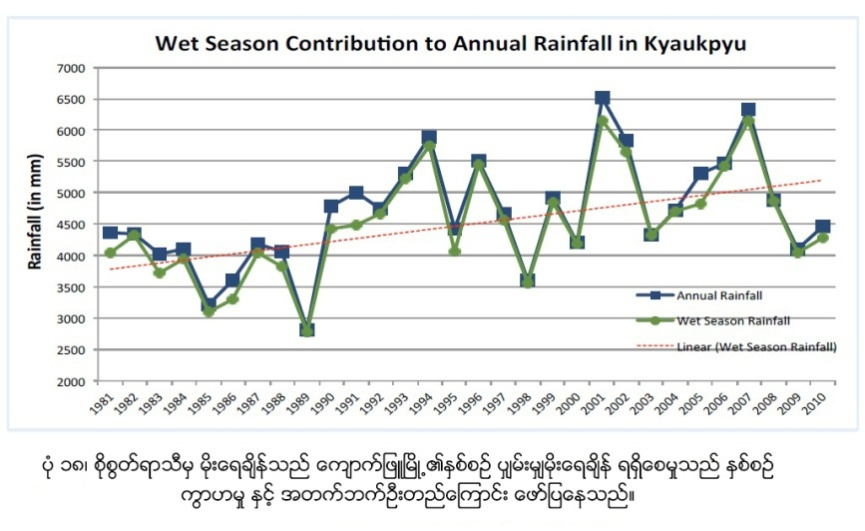 Wet Season Contribution to Annual Rainfall in Kyaukpyu
7000
6500
6000
5500
5000
4500
4000
3500
3000
2500
2000
Rainfall (in mm)
Annual Rainfall
Wet Season Rainfall
Linear (Wet Season Rainfall)
1981 1982 1983 1984 1985 1986 1987 1988 1989 1990 1991 1992 1993 1994 1995 1996 1997 1998 1999 2000 2001 2002 2003 2004 2005 2006 2007 2008 2009 2010
ပုံ ၁၈၊ စိုစွတ်ရာသီမှ မိုးရေချိန်သည် ကျောက်ဖြူမြို့၏နှစ်စဉ် ပျှမ်းမျှမိုးရေချိန် ရရှိစေမှုသည် နှစ်စဉ်
ကွာဟမှု နှင့် အတက်ဘက်ဦးတည်ကြောင်း ဖော်ပြနေသည်။